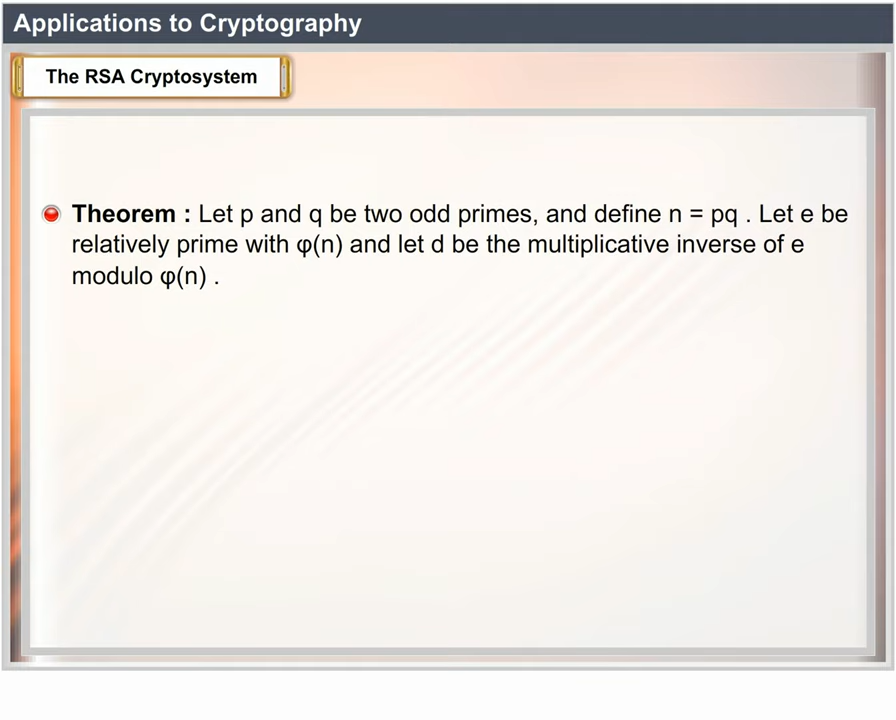 Applications to Cryptography
The RSA Cryptosystem
Theorem : Let p and q be two odd primes, and define n = pq . Let e be
relatively prime with φ(n) and let d be the multiplicative inverse of e
modulo φ(n) .